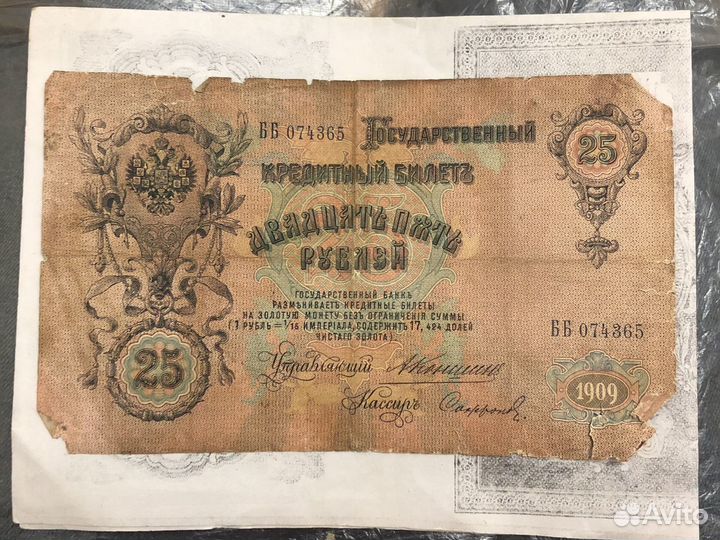 ББ 074365 Государственный
25
Кредитный Билетъ
Двадцать Пять
Рублей
Государственный Банкъ
размѣниваетъ кредитные билеты
на золотую монету безъ ограниченія суммы
(1 рубль = 1/15 имперіала, содержитъ 17,424 долей
чистаго золота).
ББ 074365
25
Управляющій
1909
Кассиръ
Avito